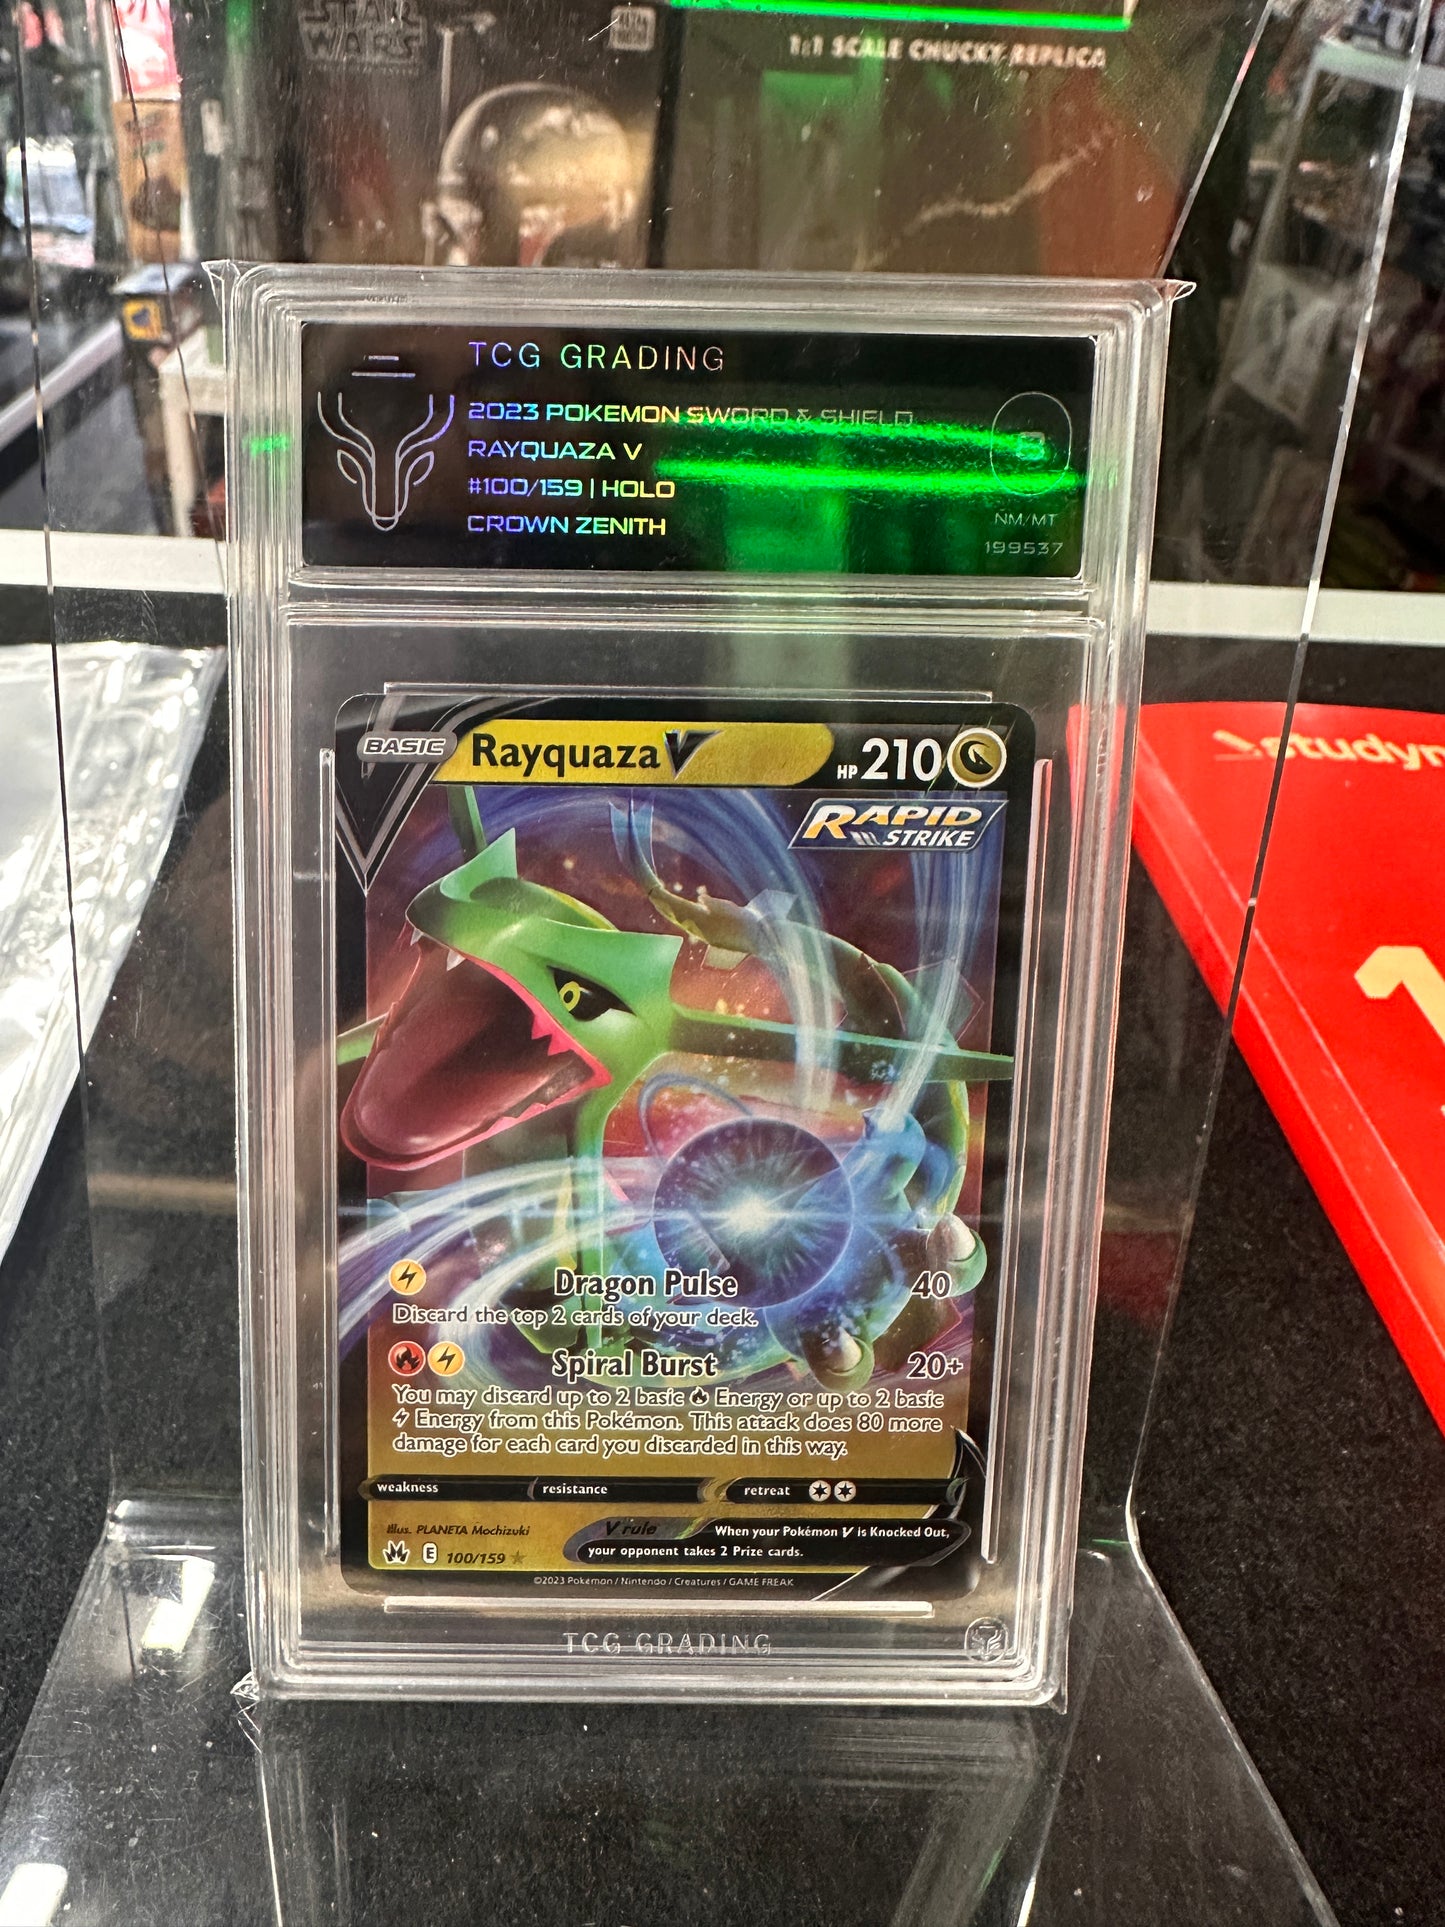 STAR
WARS
1:1 SCALE CHUCKY REPLICA
TCG GRADING
2023 POKEMON SWORD & SHIELD
RAYQUAZA V
#100/159 | HOLO
CROWN ZENITH
NM/MT
199537
BASIC Rayquaza V HP 210
RAPID
STRIKE
Dragon Pulse 40
Discard the top 2 cards of your deck.
Spiral Burst 20+
You may discard up to 2 basic Energy or up to 2 basic
Energy from this Pokémon. This attack does 80 more
damage for each card you discarded in this way.
weakness resistance retreat
Illus. PLANETA Mochizuki
V rule When your Pokémon V is Knocked Out,
your opponent takes 2 Prize cards.
E 100/159
©2023 Pokémon / Nintendo / Creatures / GAME FREAK
TCG GRADING
studyn
1